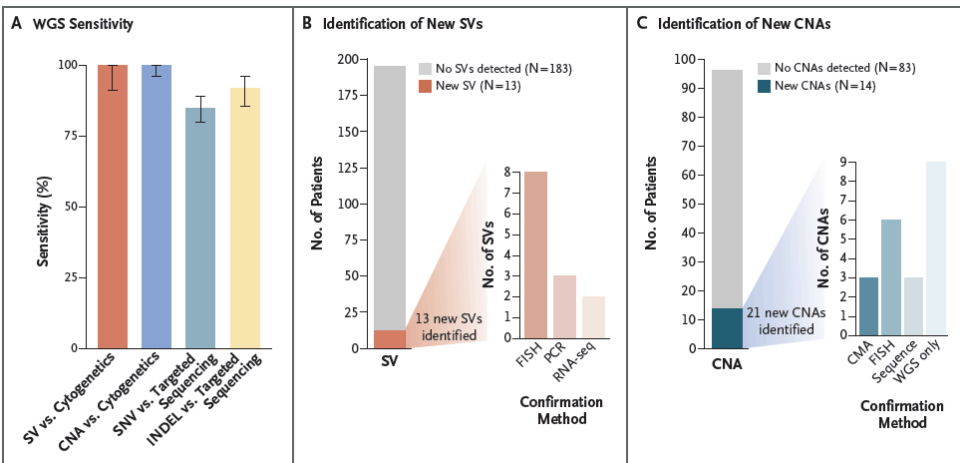 A WGS Sensitivity
100
75
50
25
0
Sensitivity (%)
SV vs. Cytogenetics
CNA vs. Cytogenetics
SNV vs. Targeted
Sequencing
INDEL vs. Targeted
Sequencing
B Identification of New SVs
200
175
150
125
100
75
50
25
0
No. of Patients
No SVs detected (N=183)
New SV (N=13)
SV
13 new SVs
identified
8
7
6
5
4
3
2
1
0
No. of SVs
FISH
PCR
RNA-seq
Confirmation
Method
C Identification of New CNAs
100
90
80
70
60
50
40
30
20
10
0
No. of Patients
No CNAs detected (N=83)
New CNAs (N=14)
CNA
21 new CNAs
identified
9
8
7
6
5
4
3
2
1
0
No. of CNAs
CMA
FISH
Sequence
WGS only
Confirmation
Method